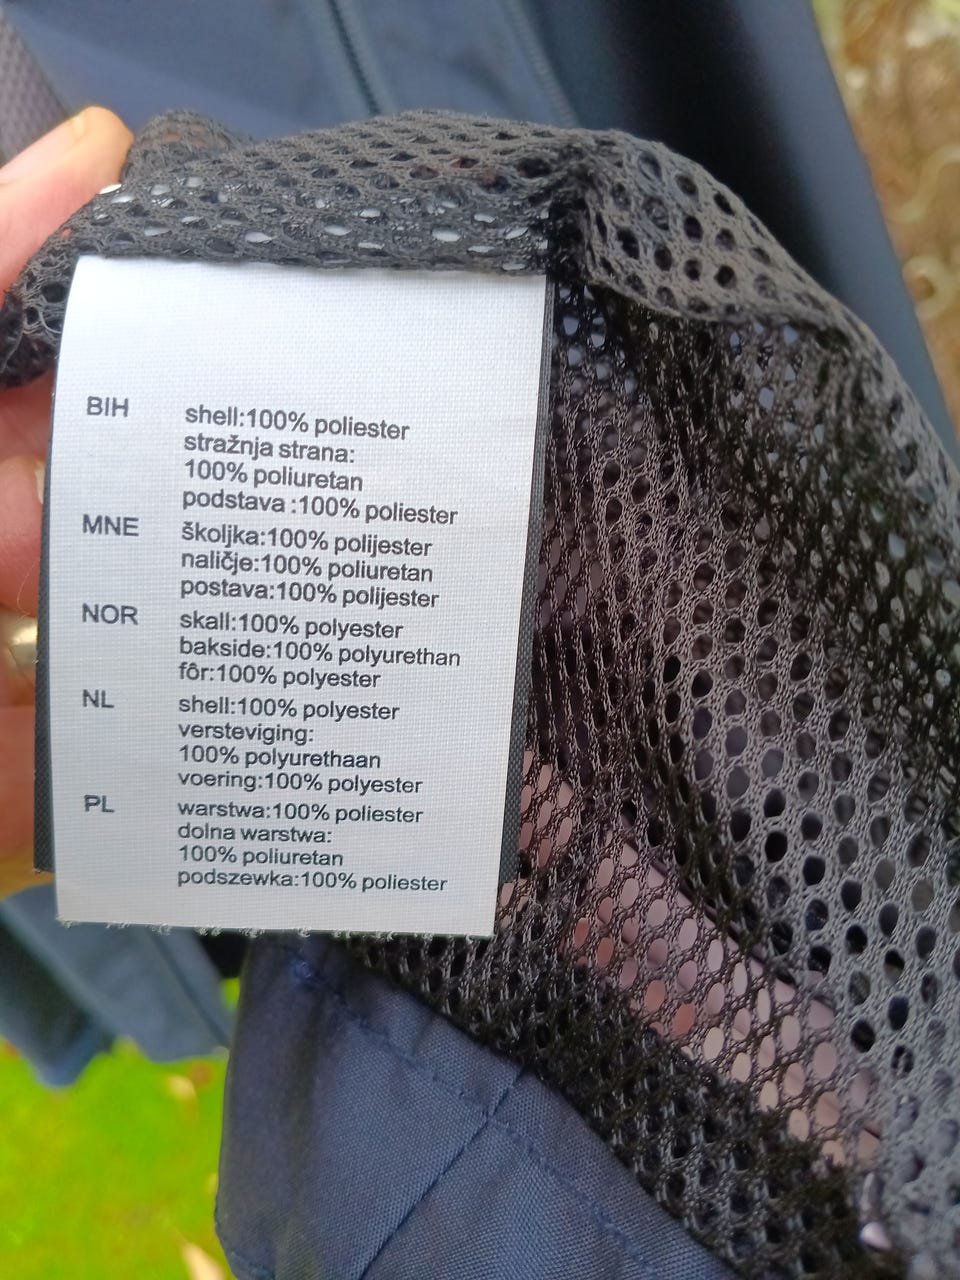 BIH shell:100% poliester
stražnja strana:
100% poliuretan
podstava :100% poliester
MNE školjka:100% polijester
naličje:100% poliuretan
postava:100% polijester
NOR skall:100% polyester
bakside:100% polyurethan
fôr:100% polyester
NL shell:100% polyester
versteviging:
100% polyurethaan
voering:100% polyester
PL warstwa:100% poliester
dolna warstwa:
100% poliuretan
podszewka:100% poliester